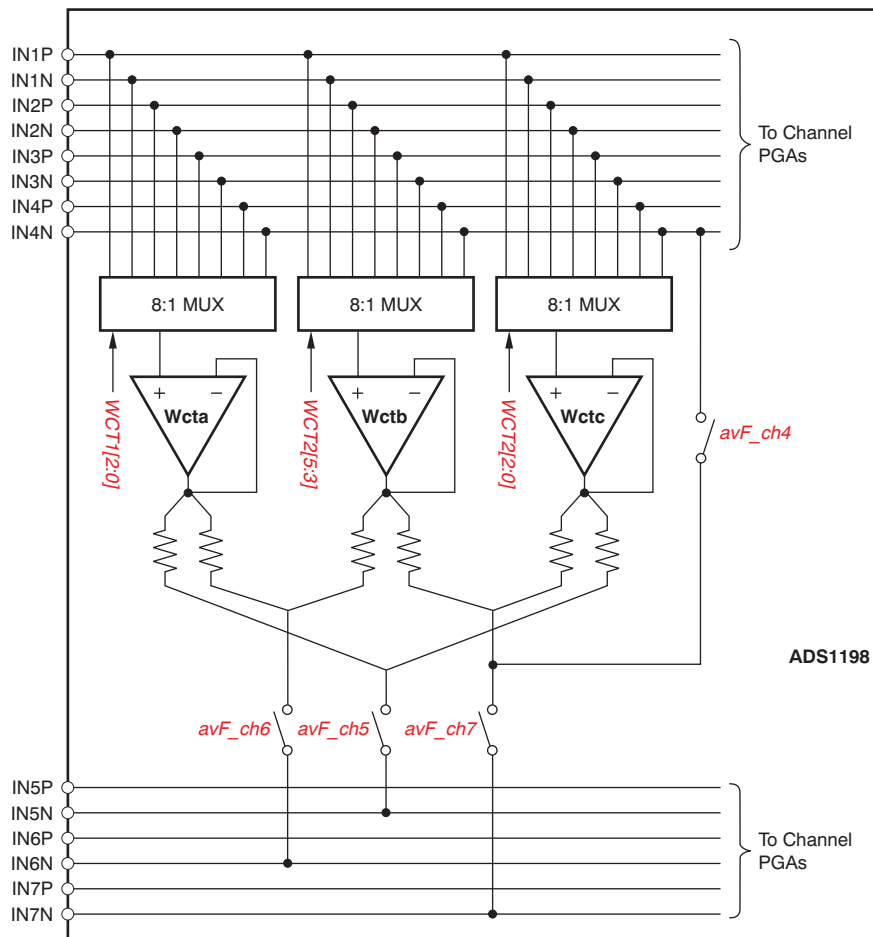 IN1P
IN1N
IN2P
IN2N
IN3P
IN3N
IN4P
IN4N
To Channel
PGAs
8:1 MUX
8:1 MUX
8:1 MUX
WCT1[2:0]
+ −
Wcta
WCT2[5:3]
+ −
Wctb
WCT2[2:0]
+ −
Wctc
avF_ch4
ADS1198
avF_ch6
avF_ch5
avF_ch7
IN5P
IN5N
IN6P
IN6N
IN7P
IN7N
To Channel
PGAs